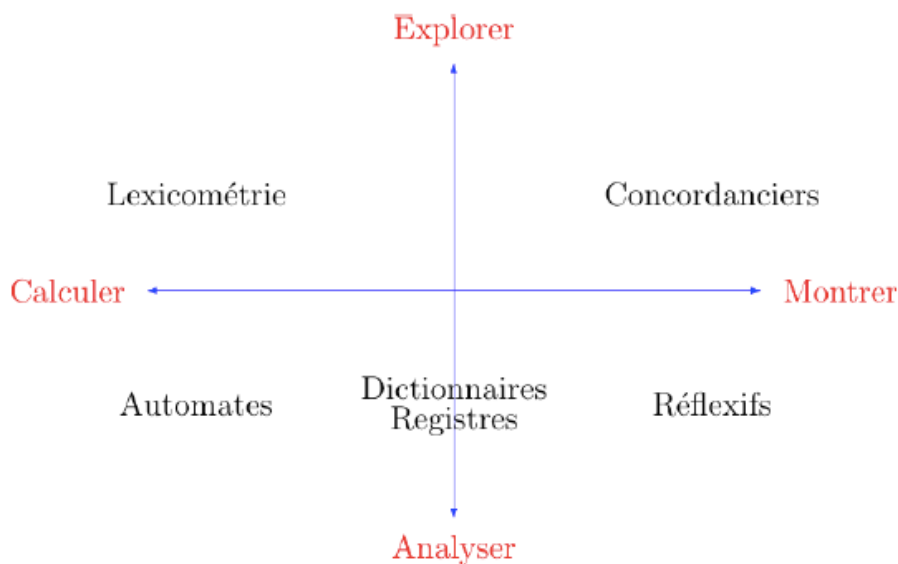 Explorer
Lexicométrie
Concordanciers
Calculer
Montrer
Dictionnaires
Registres
Automates
Réflexifs
Analyser